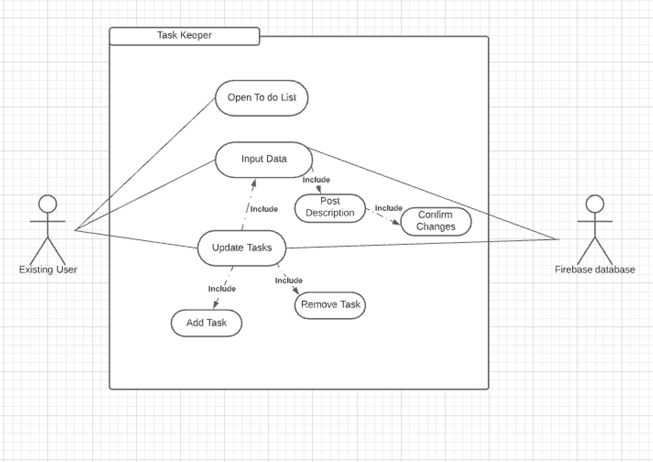 Task Keeper
Open To do List
Input Data
Include
Post
Description
Include
Confirm
Changes
Include
Existing User
Update Tasks
Firebase database
Include
Include
Add Task
Remove Task